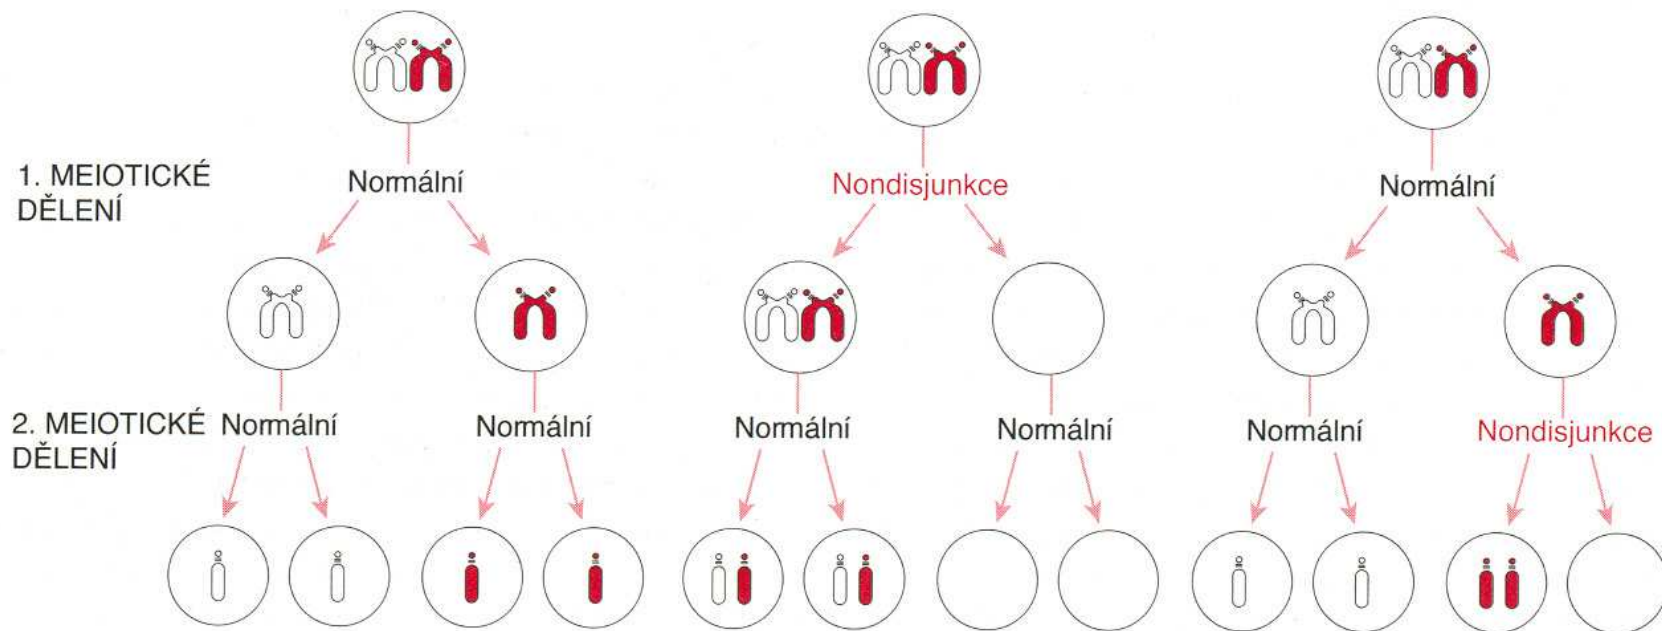 1. MEIOTICKÉ
DĚLENÍ
Normální
Nondisjunkce
Normální
2. MEIOTICKÉ
DĚLENÍ
Normální
Normální
Normální
Normální
Normální
Nondisjunkce